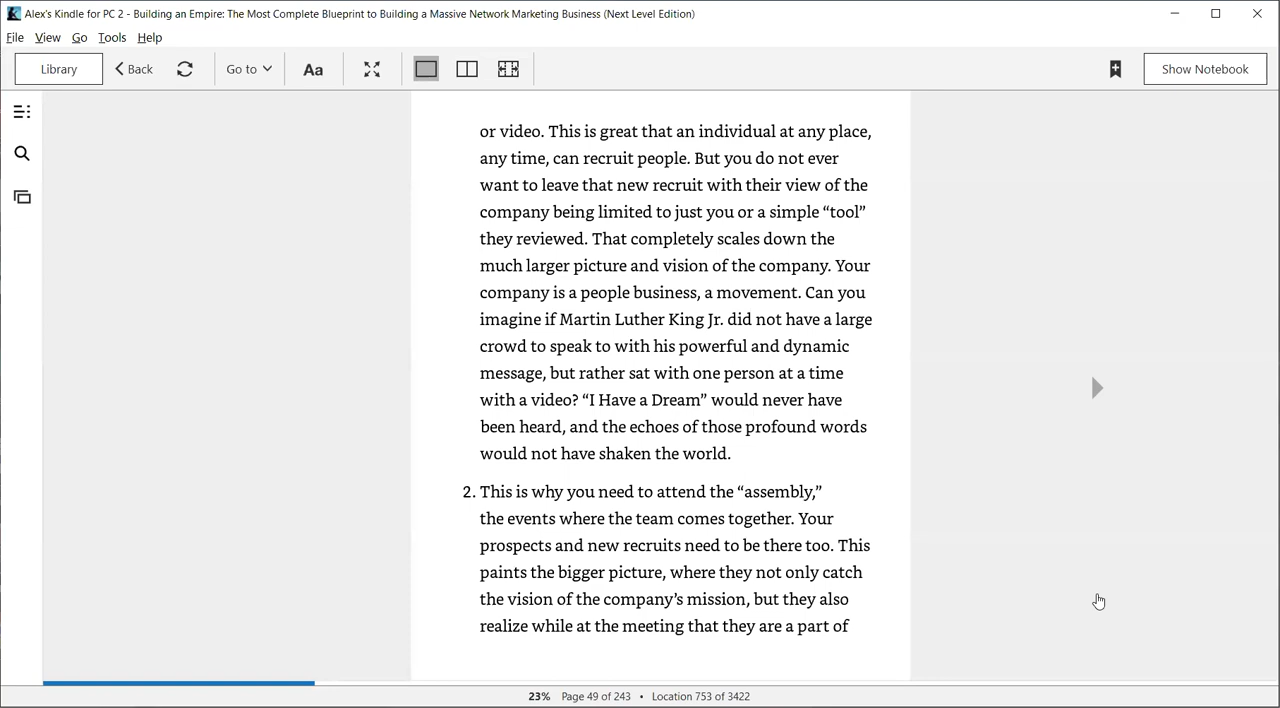 Alex's Kindle for PC 2 - Building an Empire: The Most Complete Blueprint to Building a Massive Network Marketing Business (Next Level Edition)
File View Go Tools Help
Library Back Go to Aa Show Notebook
or video. This is great that an individual at any place,
any time, can recruit people. But you do not ever
want to leave that new recruit with their view of the
company being limited to just you or a simple “tool”
they reviewed. That completely scales down the
much larger picture and vision of the company. Your
company is a people business, a movement. Can you
imagine if Martin Luther King Jr. did not have a large
crowd to speak to with his powerful and dynamic
message, but rather sat with one person at a time
with a video? “I Have a Dream” would never have
been heard, and the echoes of those profound words
would not have shaken the world.
2. This is why you need to attend the “assembly,”
the events where the team comes together. Your
prospects and new recruits need to be there too. This
paints the bigger picture, where they not only catch
the vision of the company’s mission, but they also
realize while at the meeting that they are a part of
23% Page 49 of 243 • Location 753 of 3422